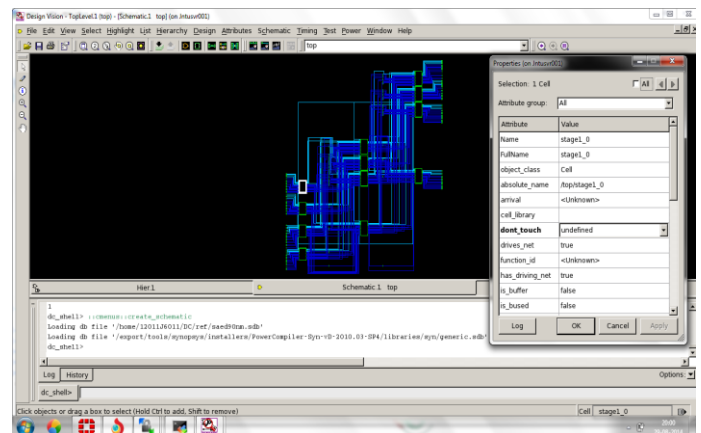 Design Vision - TopLevel.1 (top) - [Schematic.1 top] (on Jntusvr001)
File Edit View Select Highlight List Hierarchy Design Attributes Schematic Timing Test Power Window Help
top
Properties (on Jntusvr001)
Selection: 1 Cell
All
Attribute group:
All
Attribute Value
Name stage1_0
FullName stage1_0
object_class Cell
absolute_name /top/stage1_0
arrival <Unknown>
cell_library
dont_touch undefined
drives_net true
function_id <Unknown>
has_driving_net true
is_buffer false
is_bused false
Log OK Cancel Apply
Hier.1 Schematic.1 top
1
dc_shell> ::cmenus::create_schematic
Loading db file '/home/12011J6011/DC/ref/saed90nm.sdb'
Loading db file '/export/tools/synopsys/installers/PowerCompiler-Syn-vD-2010.03-SP4/libraries/syn/generic.sdb'
dc_shell>
Log History Options:
dc_shell>
Click objects or drag a box to select (Hold Ctrl to add, Shift to remove)
Cell stage1_0
20:00